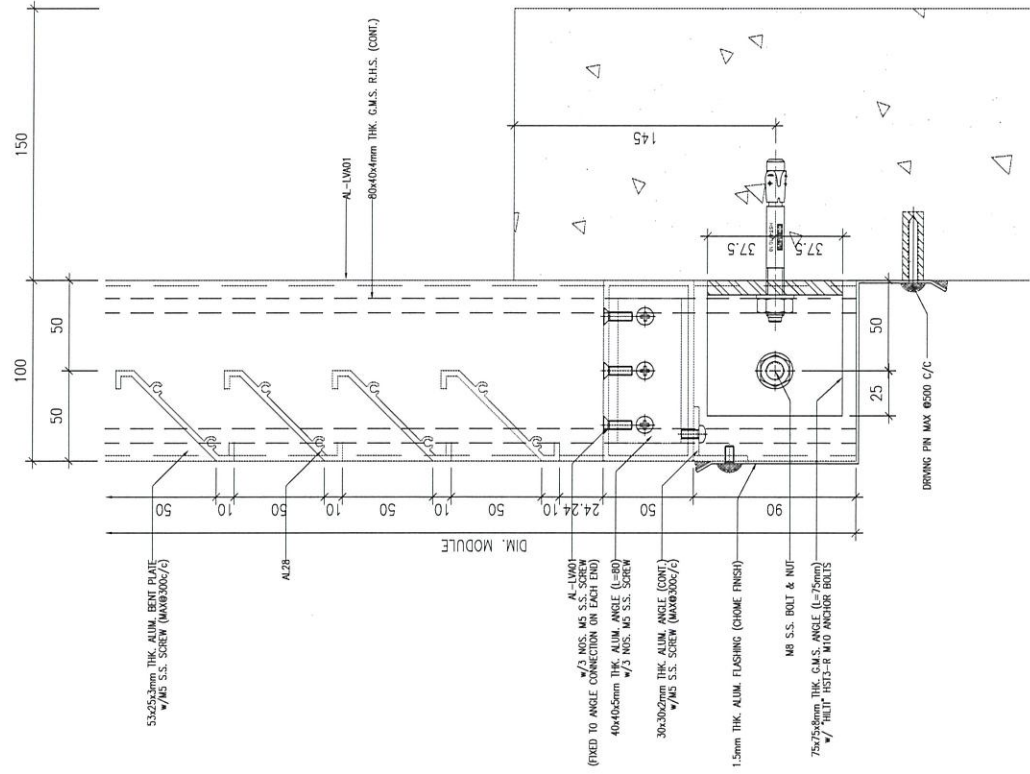 150
100
50
50
AL-LVA01
80x40x4mm THK. G.M.S. R.H.S. (CONT.)
145
37.5
37.5
50
25
DRIVING PIN MAX @500 C/C
50
10
50
10
50
10
50
10
24.24
50
90
DIM. MODULE
53x25x3mm THK. ALUM. BENT PLATE
w/M5 S.S. SCREW (MAX@300c/c)
AL28
AL-LVA01
w/3 NOS. M5 S.S. SCREW
(FIXED TO ANGLE CONNECTION ON EACH END)
40x40x5mm THK. ALUM. ANGLE (L=80)
w/3 NOS. M5 S.S. SCREW
30x30x2mm THK. ALUM. ANGLE (CONT.)
w/M5 S.S. SCREW (MAX@300c/c)
1.5mm THK. ALUM. FLASHING (CHOME FINISH)
M8 S.S. BOLT & NUT
75x75x8mm THK. G.M.S. ANGLE (L=75mm)
w/ "HILTI" HST3-R M10 ANCHOR BOLTS